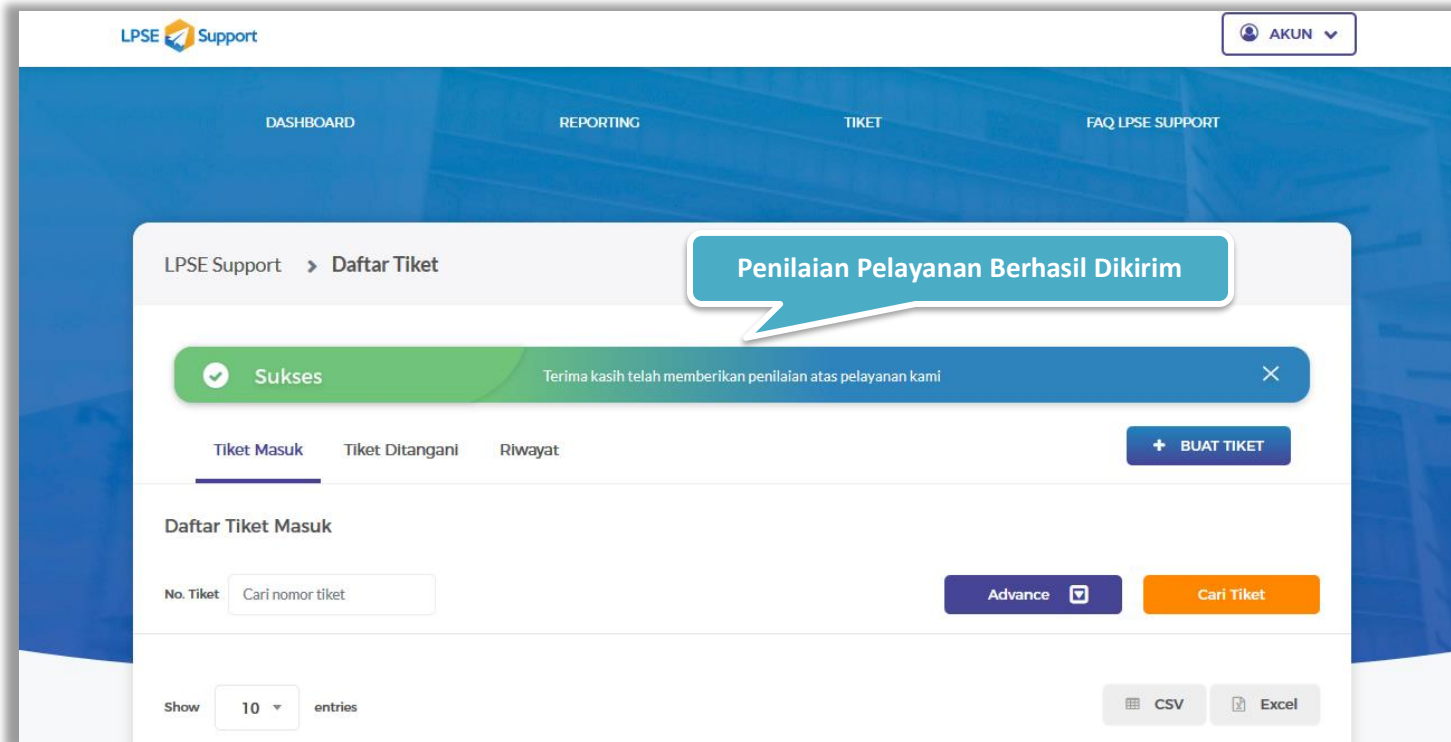 LPSE Support
AKUN
DASHBOARD REPORTING TIKET FAQ LPSE SUPPORT
LPSE Support > Daftar Tiket
Penilaian Pelayanan Berhasil Dikirim
Sukses Terima kasih telah memberikan penilaian atas pelayanan kami
Tiket Masuk Tiket Ditangani Riwayat + BUAT TIKET
Daftar Tiket Masuk
No. Tiket Cari nomor tiket Advance Cari Tiket
Show 10 entries CSV Excel